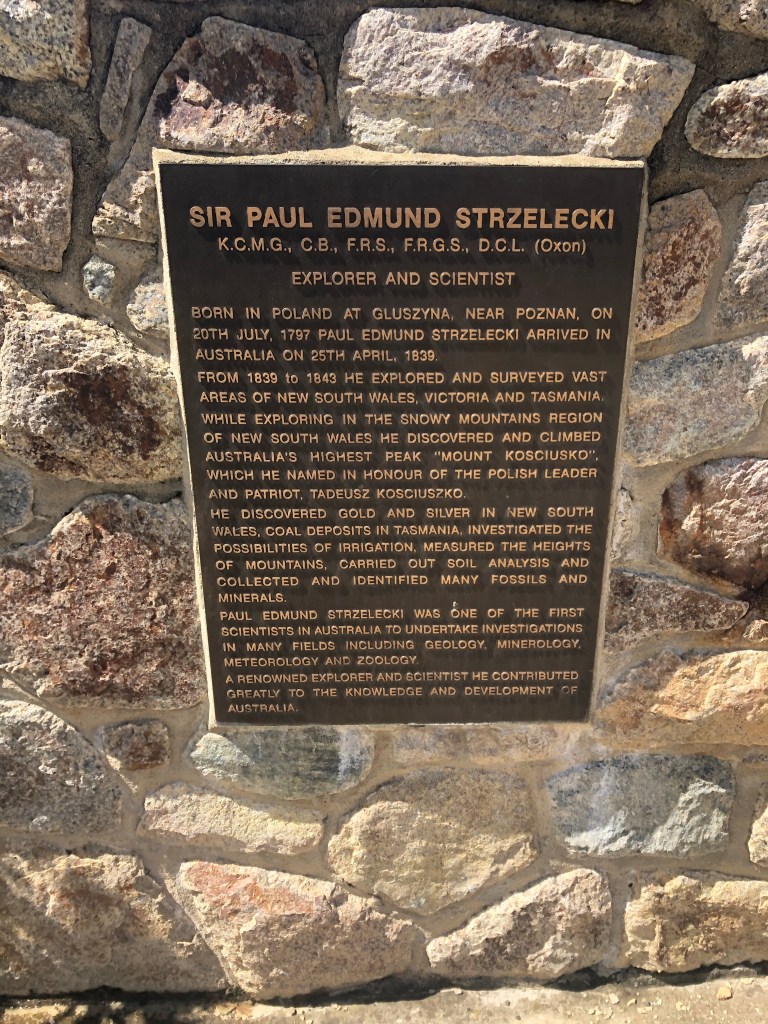 SIR PAUL EDMUND STRZELECKI
K.C.M.G., C.B., F.R.S., F.R.G.S., D.C.L. (Oxon)
EXPLORER AND SCIENTIST
BORN IN POLAND AT GLUSZYNA, NEAR POZNAN, ON
20TH JULY, 1797 PAUL EDMUND STRZELECKI ARRIVED IN
AUSTRALIA ON 25TH APRIL, 1839.
FROM 1839 to 1843 HE EXPLORED AND SURVEYED VAST
AREAS OF NEW SOUTH WALES, VICTORIA AND TASMANIA.
WHILE EXPLORING IN THE SNOWY MOUNTAINS REGION
OF NEW SOUTH WALES HE DISCOVERED AND CLIMBED
AUSTRALIA'S HIGHEST PEAK "MOUNT KOSCIUSKO",
WHICH HE NAMED IN HONOUR OF THE POLISH LEADER
AND PATRIOT, TADEUSZ KOSCIUSZKO.
HE DISCOVERED GOLD AND SILVER IN NEW SOUTH
WALES, COAL DEPOSITS IN TASMANIA, INVESTIGATED THE
POSSIBILITIES OF IRRIGATION, MEASURED THE HEIGHTS
OF MOUNTAINS, CARRIED OUT SOIL ANALYSIS AND
COLLECTED AND IDENTIFIED MANY FOSSILS AND
MINERALS.
PAUL EDMUND STRZELECKI WAS ONE OF THE FIRST
SCIENTISTS IN AUSTRALIA TO UNDERTAKE INVESTIGATIONS
IN MANY FIELDS INCLUDING GEOLOGY, MINEROLOGY,
METEOROLOGY AND ZOOLOGY.
A RENOWNED EXPLORER AND SCIENTIST HE CONTRIBUTED
GREATLY TO THE KNOWLEDGE AND DEVELOPMENT OF
AUSTRALIA.